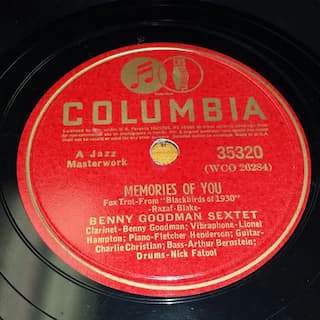 COLUMBIA
A Jazz
Masterwork
35320
(WCO 26284)
MEMORIES OF YOU
Fox Trot-From "Blackbirds of 1930"
-Razaf-Blake-
BENNY GOODMAN SEXTET
Clarinet-Benny Goodman; Vibraphone-Lionel
Hampton; Piano-Fletcher Henderson; Guitar-
Charlie Christian; Bass-Arthur Bernstein;
Drums-Nick Fatool